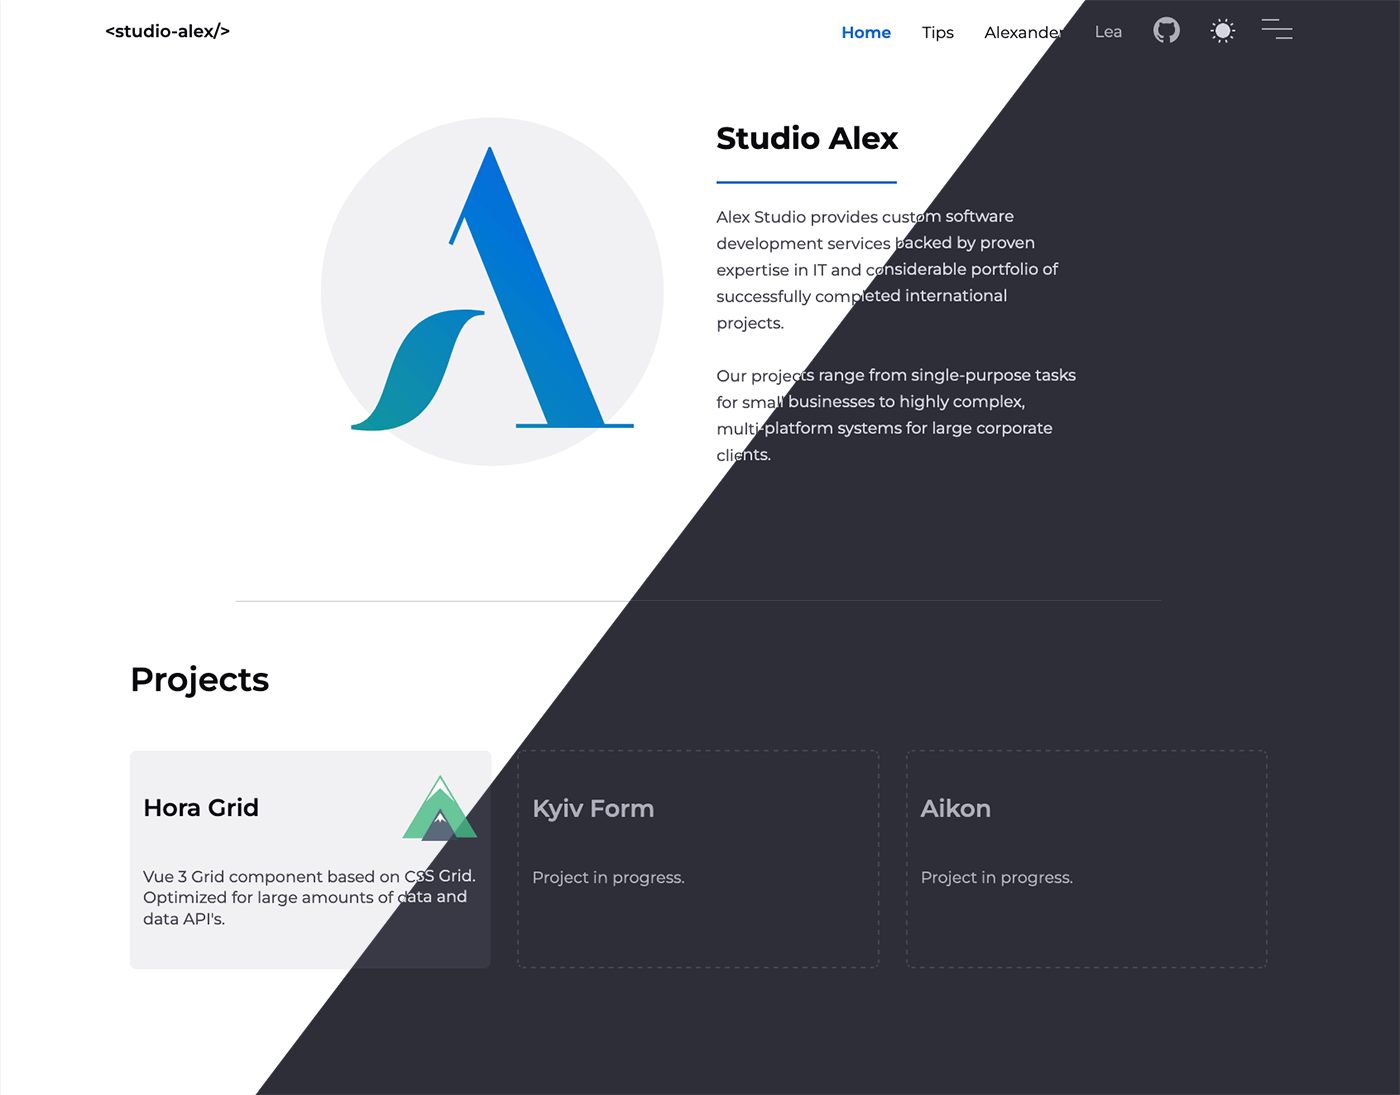 <studio-alex/>
Home Tips Alexander Lea
Studio Alex
Alex Studio provides custom software
development services backed by proven
expertise in IT and considerable portfolio of
successfully completed international
projects.
Our projects range from single-purpose tasks
for small businesses to highly complex,
multi-platform systems for large corporate
clients.
Projects
Hora Grid
Vue 3 Grid component based on CSS Grid.
Optimized for large amounts of data and
data API's.
Kyiv Form
Project in progress.
Aikon
Project in progress.